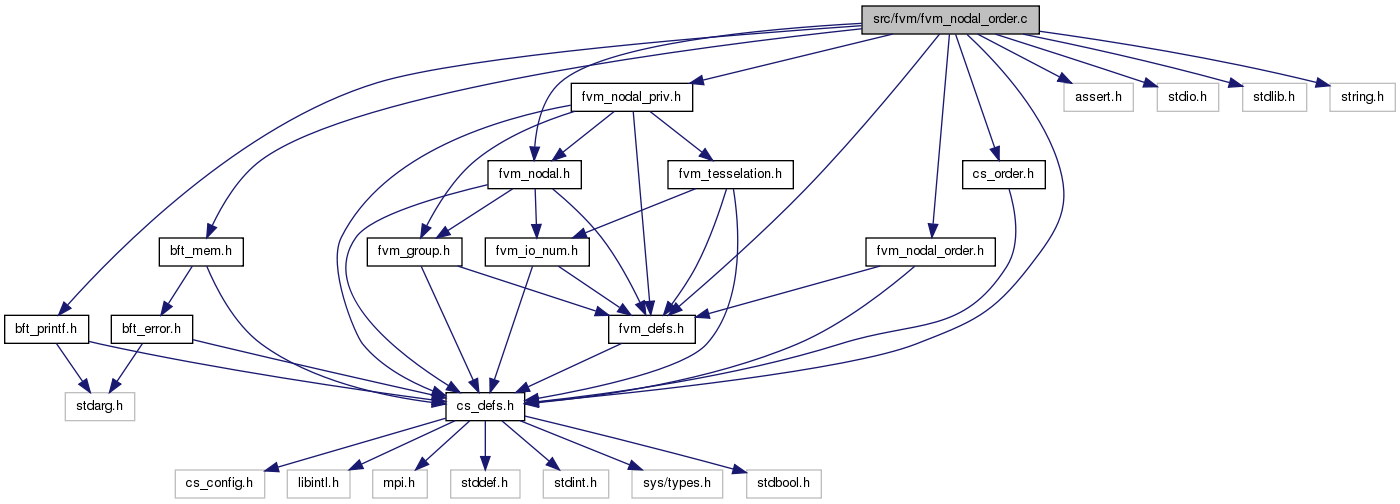 src/fvm/fvm_nodal_order.c
fvm_nodal_priv.h
assert.h
stdio.h
stdlib.h
string.h
fvm_nodal.h
fvm_tesselation.h
cs_order.h
bft_mem.h
fvm_group.h
fvm_io_num.h
fvm_nodal_order.h
bft_printf.h
bft_error.h
fvm_defs.h
stdarg.h
cs_defs.h
cs_config.h
libintl.h
mpi.h
stddef.h
stdint.h
sys/types.h
stdbool.h